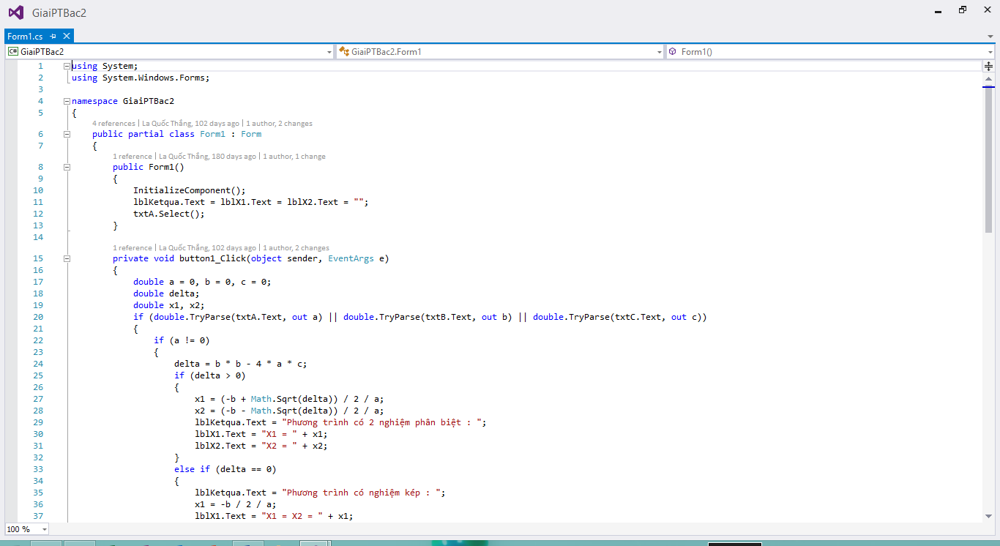 GiaiPTBac2
Form1.cs
C# GiaiPTBac2 GiaiPTBac2.Form1 Form1()
1 using System;
2 using System.Windows.Forms;
3
4 namespace GiaiPTBac2
5 {
4 references | La Quốc Thắng, 102 days ago | 1 author, 2 changes
6 public partial class Form1 : Form
7 {
1 reference | La Quốc Thắng, 180 days ago | 1 author, 1 change
8 public Form1()
9 {
10 InitializeComponent();
11 lblKetqua.Text = lblX1.Text = lblX2.Text = "";
12 txtA.Select();
13 }
14
1 reference | La Quốc Thắng, 102 days ago | 1 author, 2 changes
15 private void button1_Click(object sender, EventArgs e)
16 {
17 double a = 0, b = 0, c = 0;
18 double delta;
19 double x1, x2;
20 if (double.TryParse(txtA.Text, out a) || double.TryParse(txtB.Text, out b) || double.TryParse(txtC.Text, out c))
21 {
22 if (a != 0)
23 {
24 delta = b * b - 4 * a * c;
25 if (delta > 0)
26 {
27 x1 = (-b + Math.Sqrt(delta)) / 2 / a;
28 x2 = (-b - Math.Sqrt(delta)) / 2 / a;
29 lblKetqua.Text = "Phương trình có 2 nghiệm phân biệt : ";
30 lblX1.Text = "X1 = " + x1;
31 lblX2.Text = "X2 = " + x2;
32 }
33 else if (delta == 0)
34 {
35 lblKetqua.Text = "Phương trình có nghiệm kép : ";
36 x1 = -b / 2 / a;
37 lblX1.Text = "X1 = X2 = " + x1;
100 %